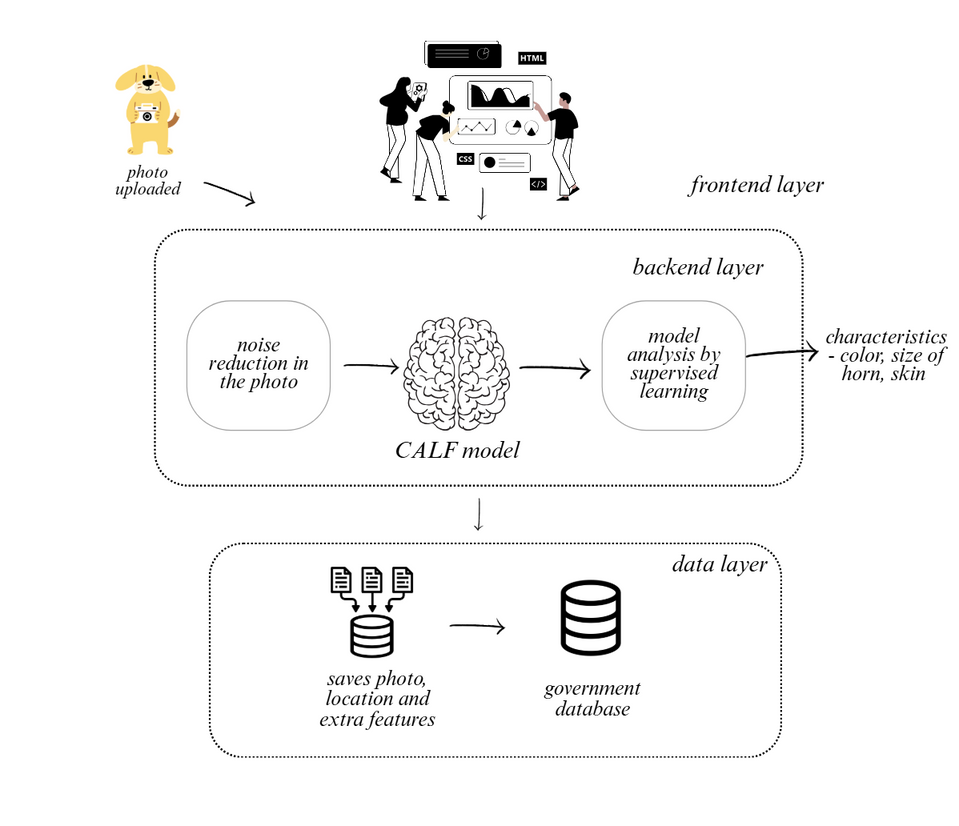 HTML
CSS
</>
photo
uploaded
frontend layer
backend layer
noise
reduction in
the photo
CALF model
model
analysis by
supervised
learning
characteristics
- color, size of
horn, skin
data layer
saves photo,
location and
extra features
government
database